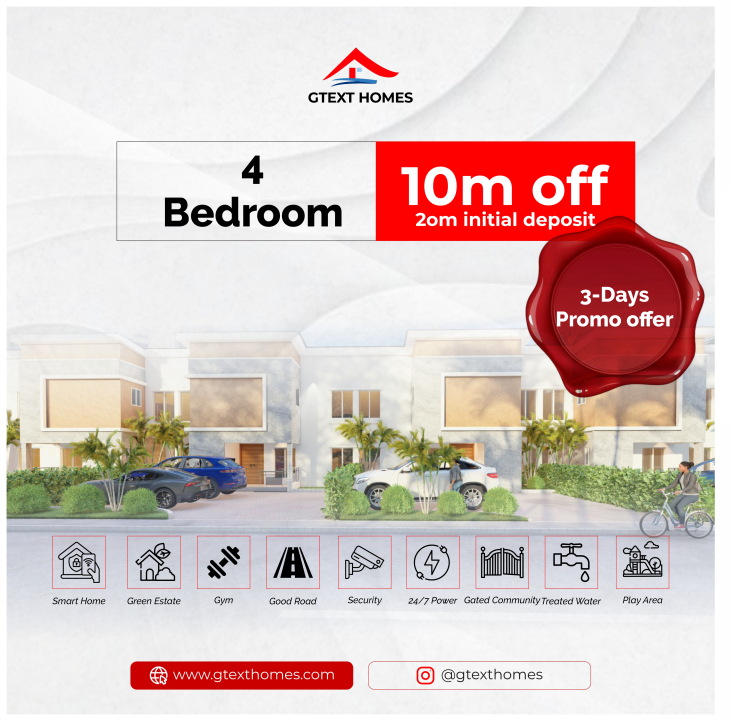 GTEXT HOMES
4
Bedroom
10m off
2om initial deposit
3-Days
Promo offer
Smart Home
Green Estate
Gym
Good Road
Security
24/7 Power
Gated Community
Treated Water
Play Area
www.gtexthomes.com
@gtexthomes